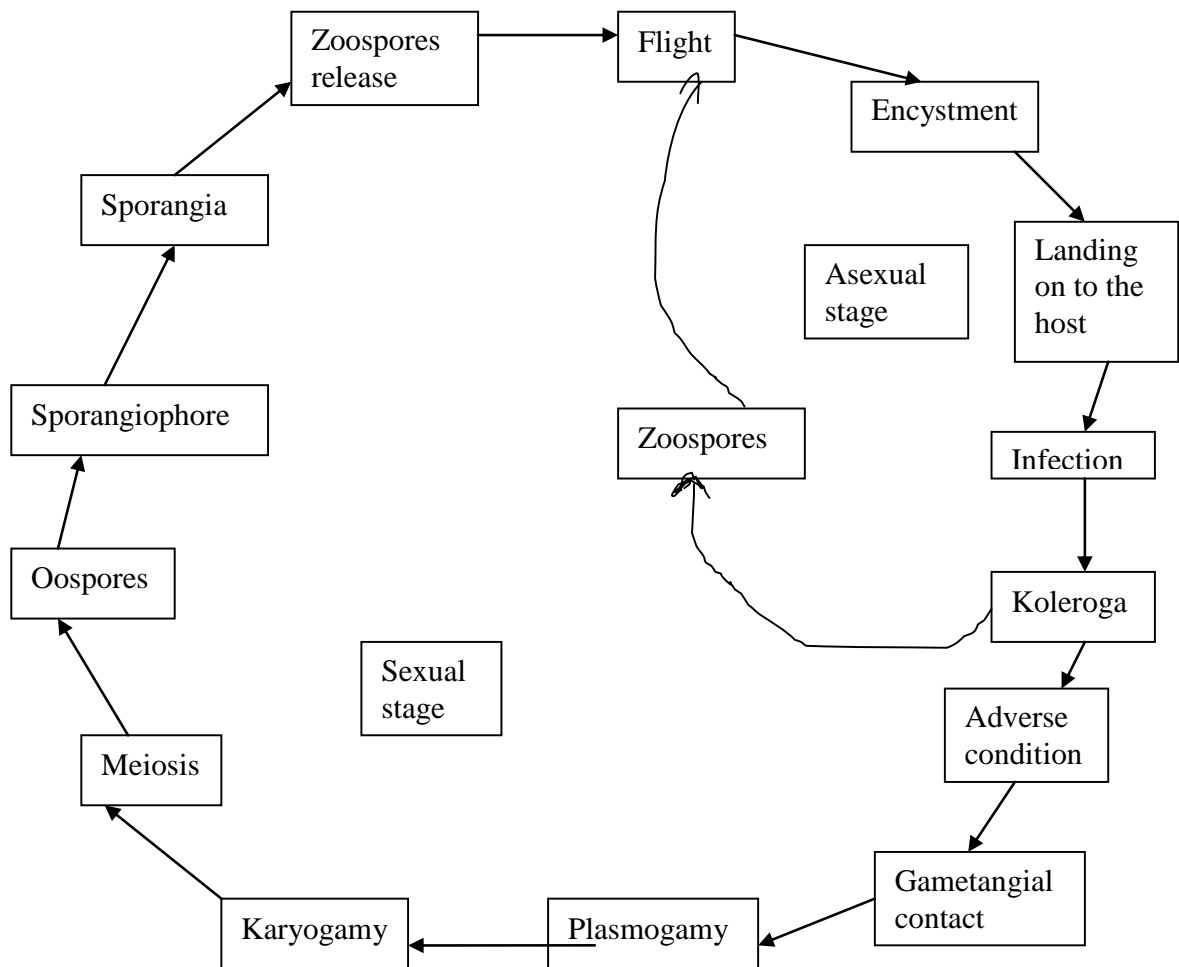 Zoospores
release
Flight
Encystment
Sporangia
Landing
on to the
host
Asexual
stage
Sporangiophore
Zoospores
Infection
Oospores
Koleroga
Sexual
stage
Adverse
condition
Meiosis
Gametangial
contact
Karyogamy
Plasmogamy